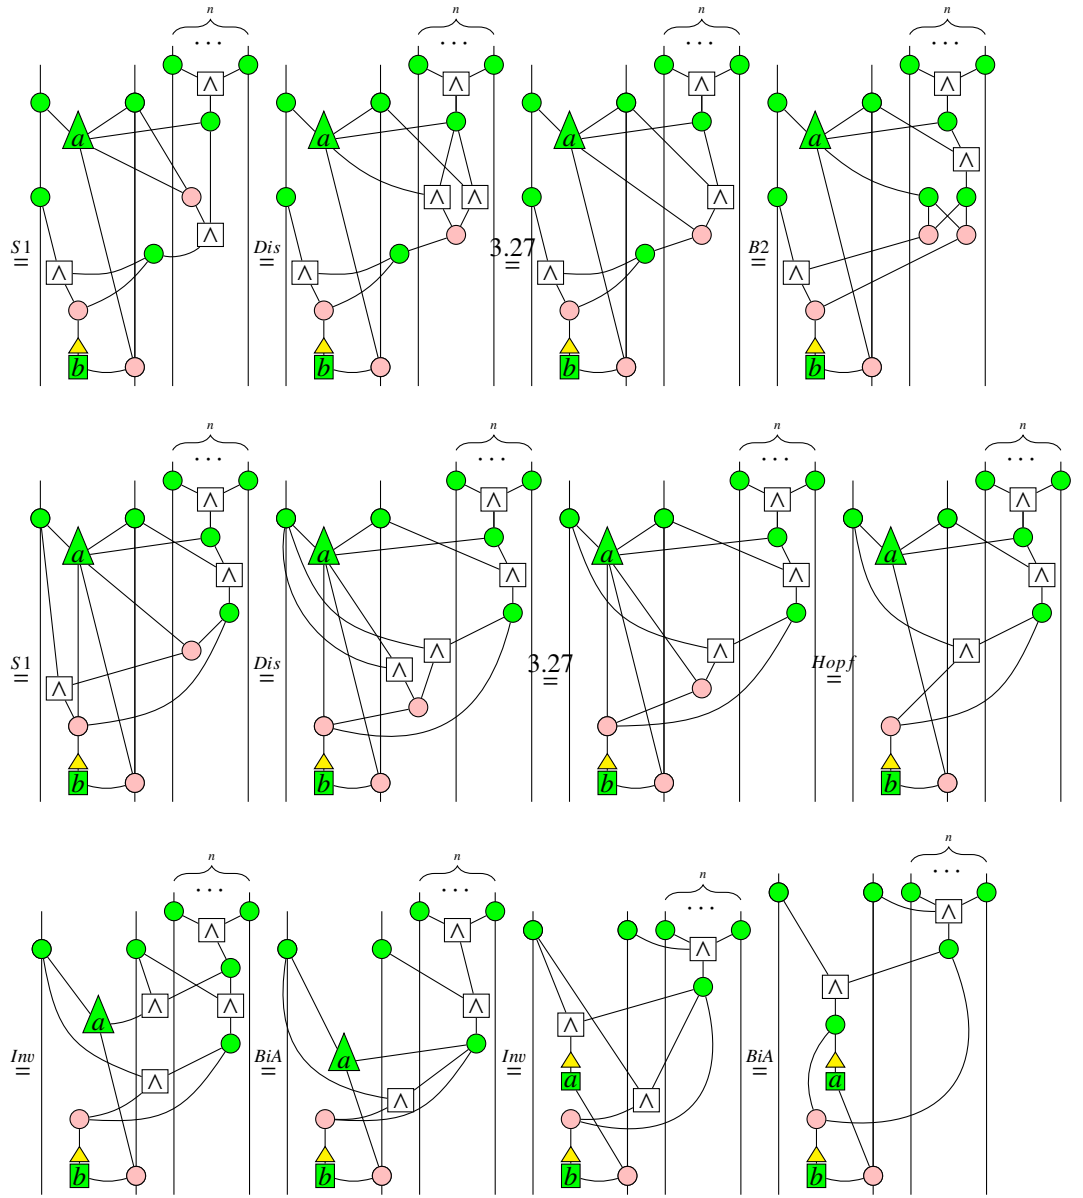 n n n n
... ... ... ...
∧ ∧ ∧ ∧
a a a a
∧
∧ ∧ ∧
∧
S1 = Dis = 3.27 = B2 =
∧ ∧ ∧ ∧
b b b b
n n n n
... ... ... ...
∧ ∧ ∧ ∧
a a a a
∧ ∧ ∧ ∧
∧ ∧ ∧
∧
S1 = Dis = 3.27 = Hopf =
∧
b b b b
n
n n n
... ... ... ...
∧ ∧ ∧ ∧
∧
∧ ∧ ∧
a ∧
a
Inv = BiA = Inv = BiA =
a a
∧ ∧ ∧
b b b b